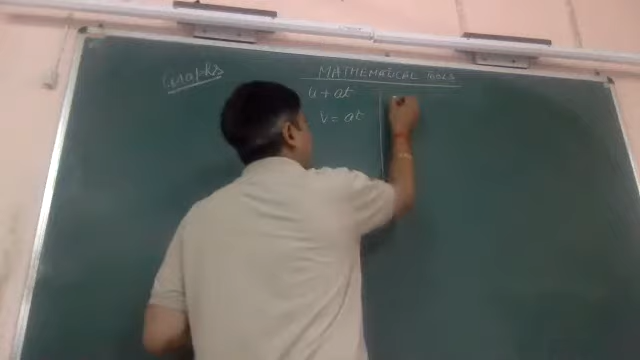 Graphs
MATHEMATICAL TOOLS
u + at
v = at